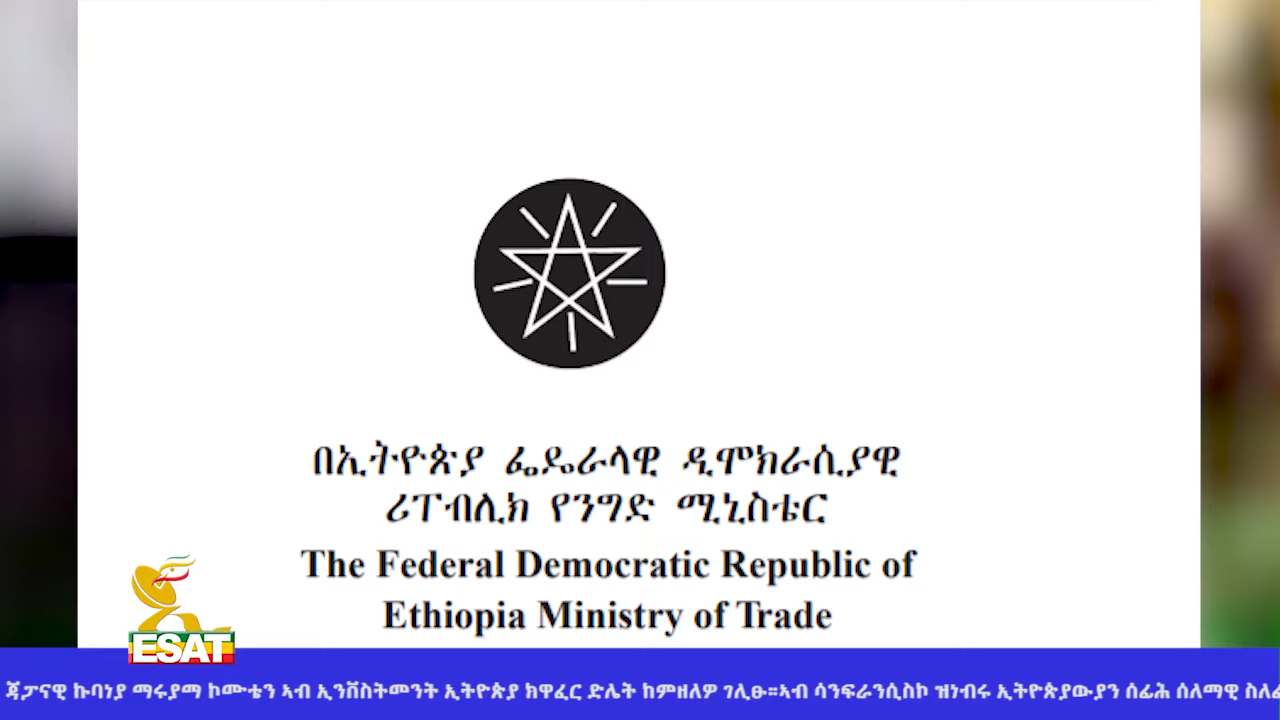 በኢትዮጵያ ፌዴራላዊ ዲሞክራሲያዊ
ሪፐብሊክ የንግድ ሚኒስቴር
The Federal Democratic Republic of
Ethiopia Ministry of Trade
ESAT
ጃፓናዊ ኩባንያ ማሩያማ ኮሙቴን ኣብ ኢንቨስትመንት ኢትዮጵያ ክዋፈር ድሌት ከምዘለዎ ገሊፁ።ኣብ ሳንፍራንሲስኮ ዝነብሩ ኢትዮጵያውያን ሰፊሕ ሰለማዊ